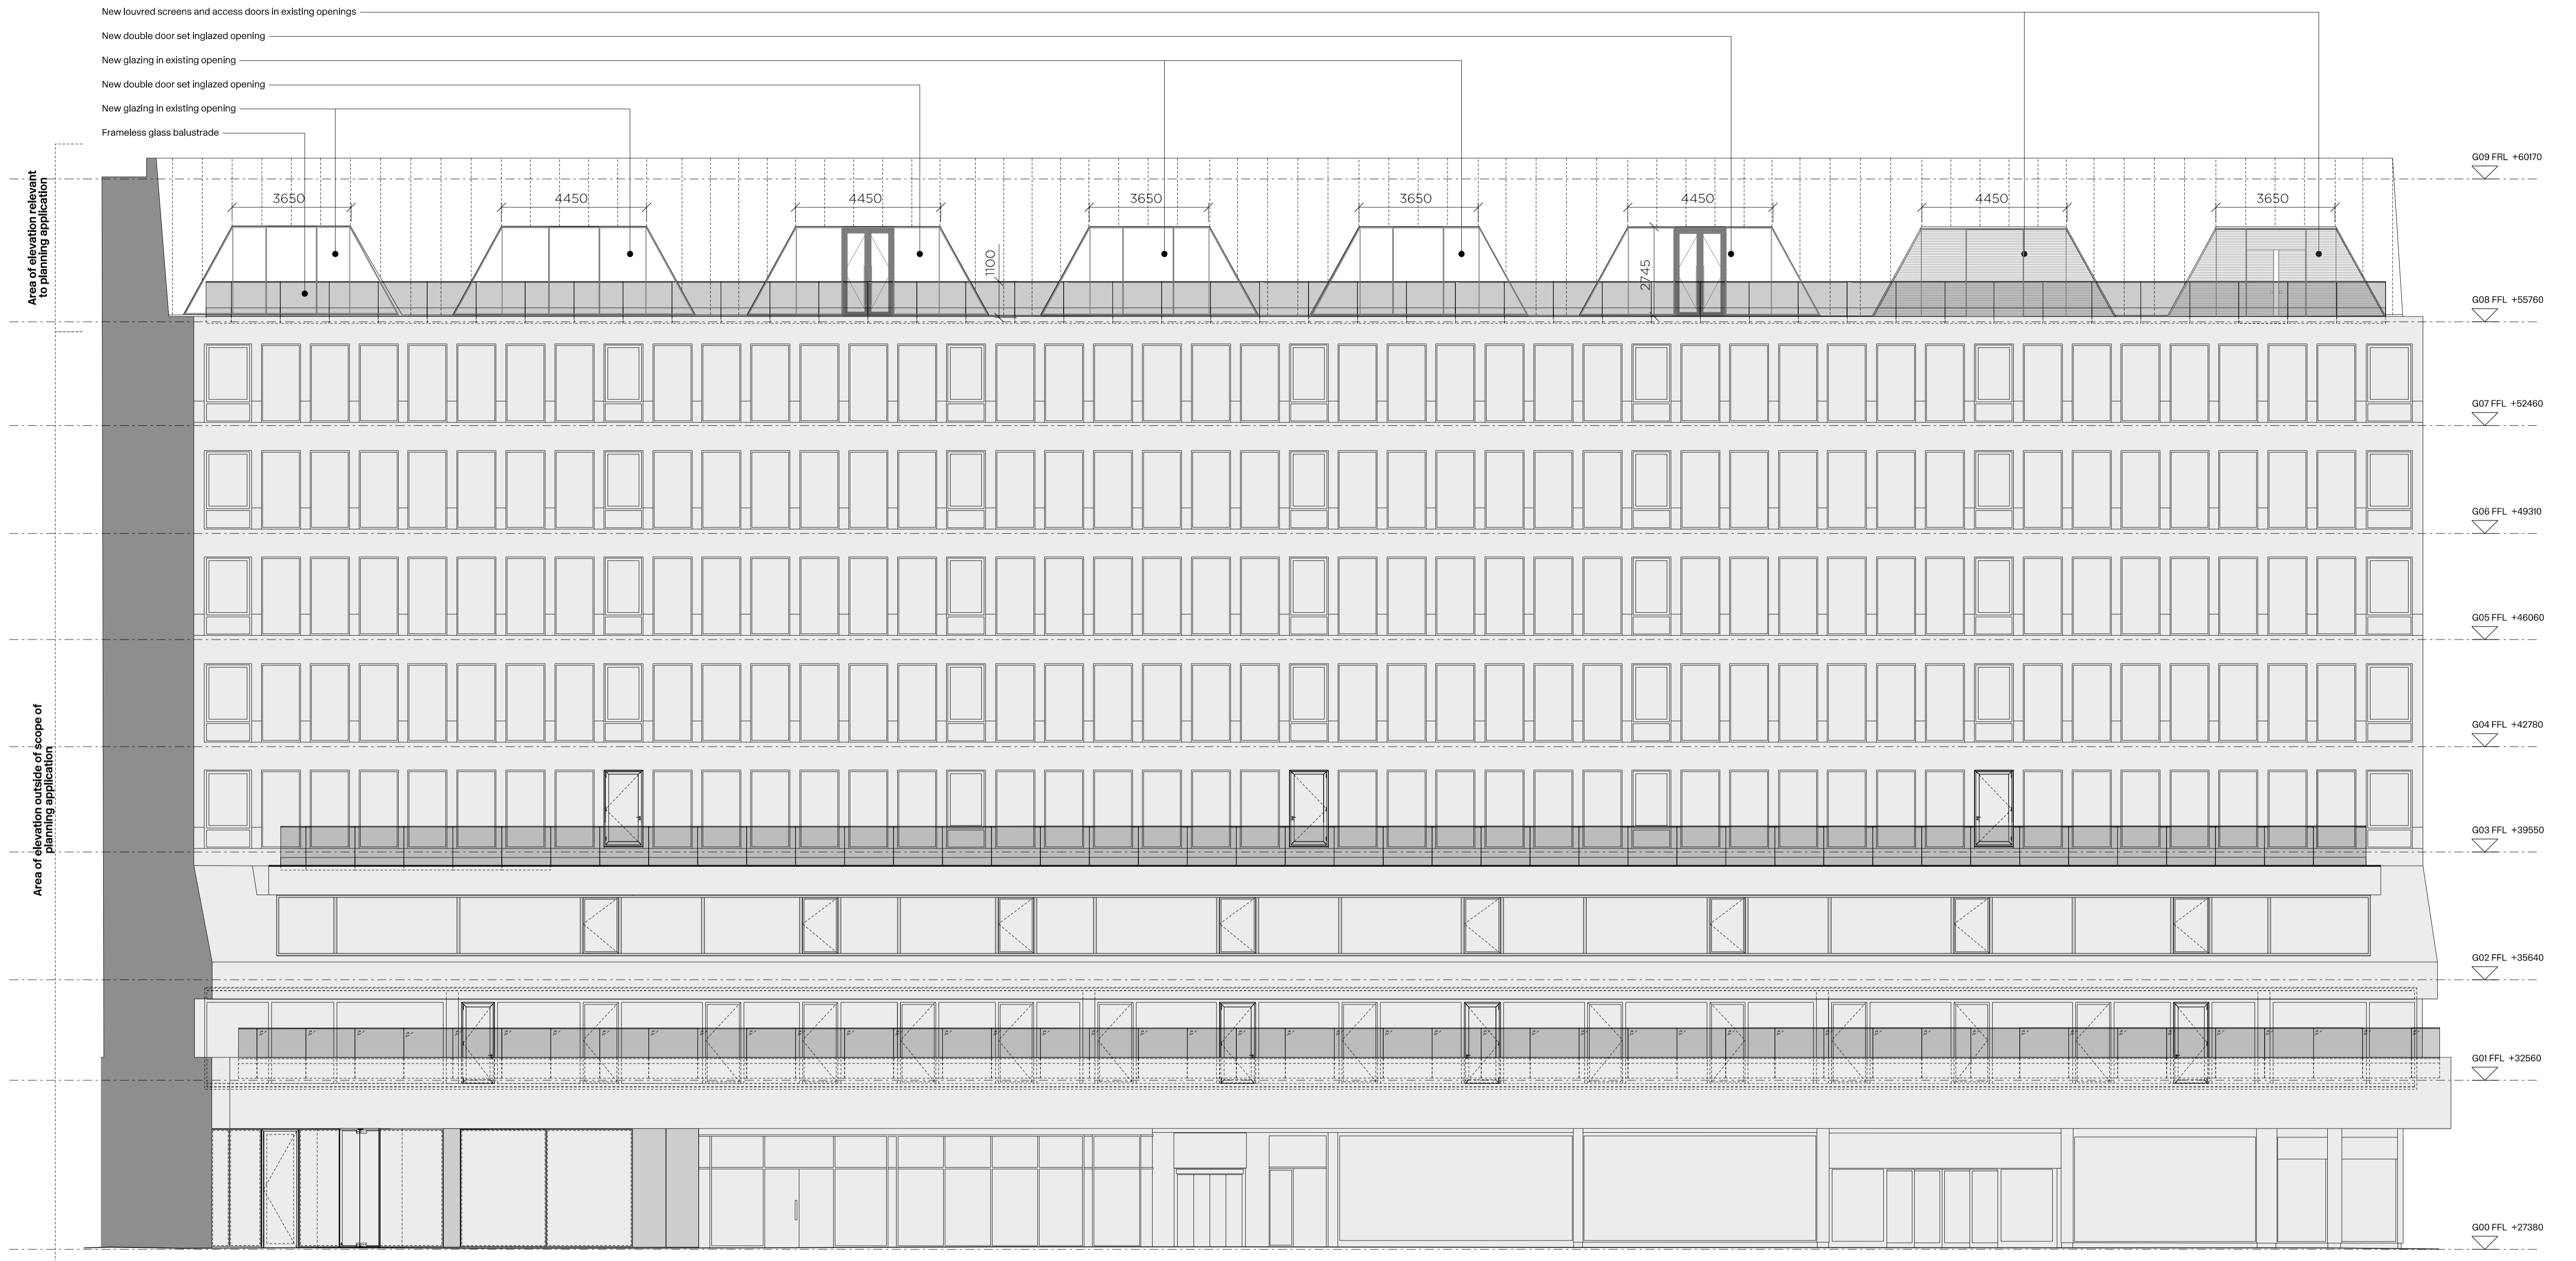 New louvred screens and access doors in existing openings
New double door set inglazed opening
New glazing in existing opening
New double door set inglazed opening
New glazing in existing opening
Frameless glass balustrade
Area of elevation relevant
to planning application
G09 FRL +60170
3650
4450
4450
3650
3650
4450
4450
3650
1100
2745
G08 FFL +55760
G07 FFL +52460
G06 FFL +49310
G05 FFL +46060
G04 FFL +42780
Area of elevation outside of scope of
planning application
G03 FFL +39550
G02 FFL +35640
G01 FFL +32560
G00 FFL +27380